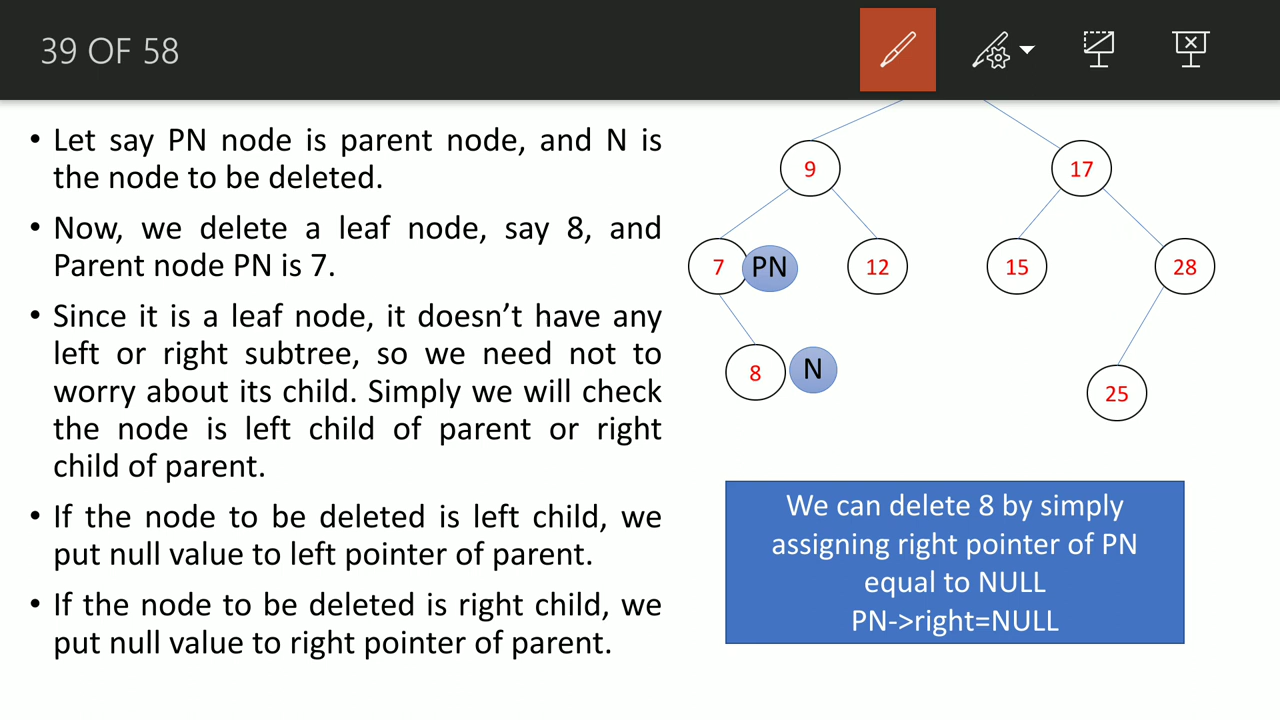 39 OF 58
• Let say PN node is parent node, and N is
the node to be deleted.
• Now, we delete a leaf node, say 8, and
Parent node PN is 7.
• Since it is a leaf node, it doesn’t have any
left or right subtree, so we need not to
worry about its child. Simply we will check
the node is left child of parent or right
child of parent.
• If the node to be deleted is left child, we
put null value to left pointer of parent.
• If the node to be deleted is right child, we
put null value to right pointer of parent.
9
17
7
PN
12
15
28
8
N
25
We can delete 8 by simply
assigning right pointer of PN
equal to NULL
PN->right=NULL